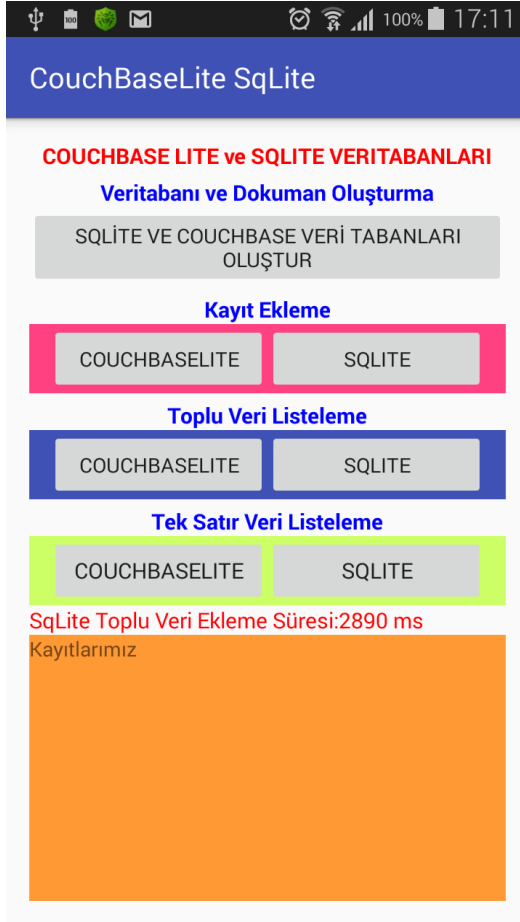 100% 17:11
CouchBaseLite SqLite
COUCHBASE LITE ve SQLITE VERITABANLARI
Veritabanı ve Dokuman Oluşturma
SQLİTE VE COUCHBASE VERİ TABANLARI
OLUŞTUR
Kayıt Ekleme
COUCHBASELITE SQLITE
Toplu Veri Listeleme
COUCHBASELITE SQLITE
Tek Satır Veri Listeleme
COUCHBASELITE SQLITE
SqLite Toplu Veri Ekleme Süresi:2890 ms
Kayıtlarımız